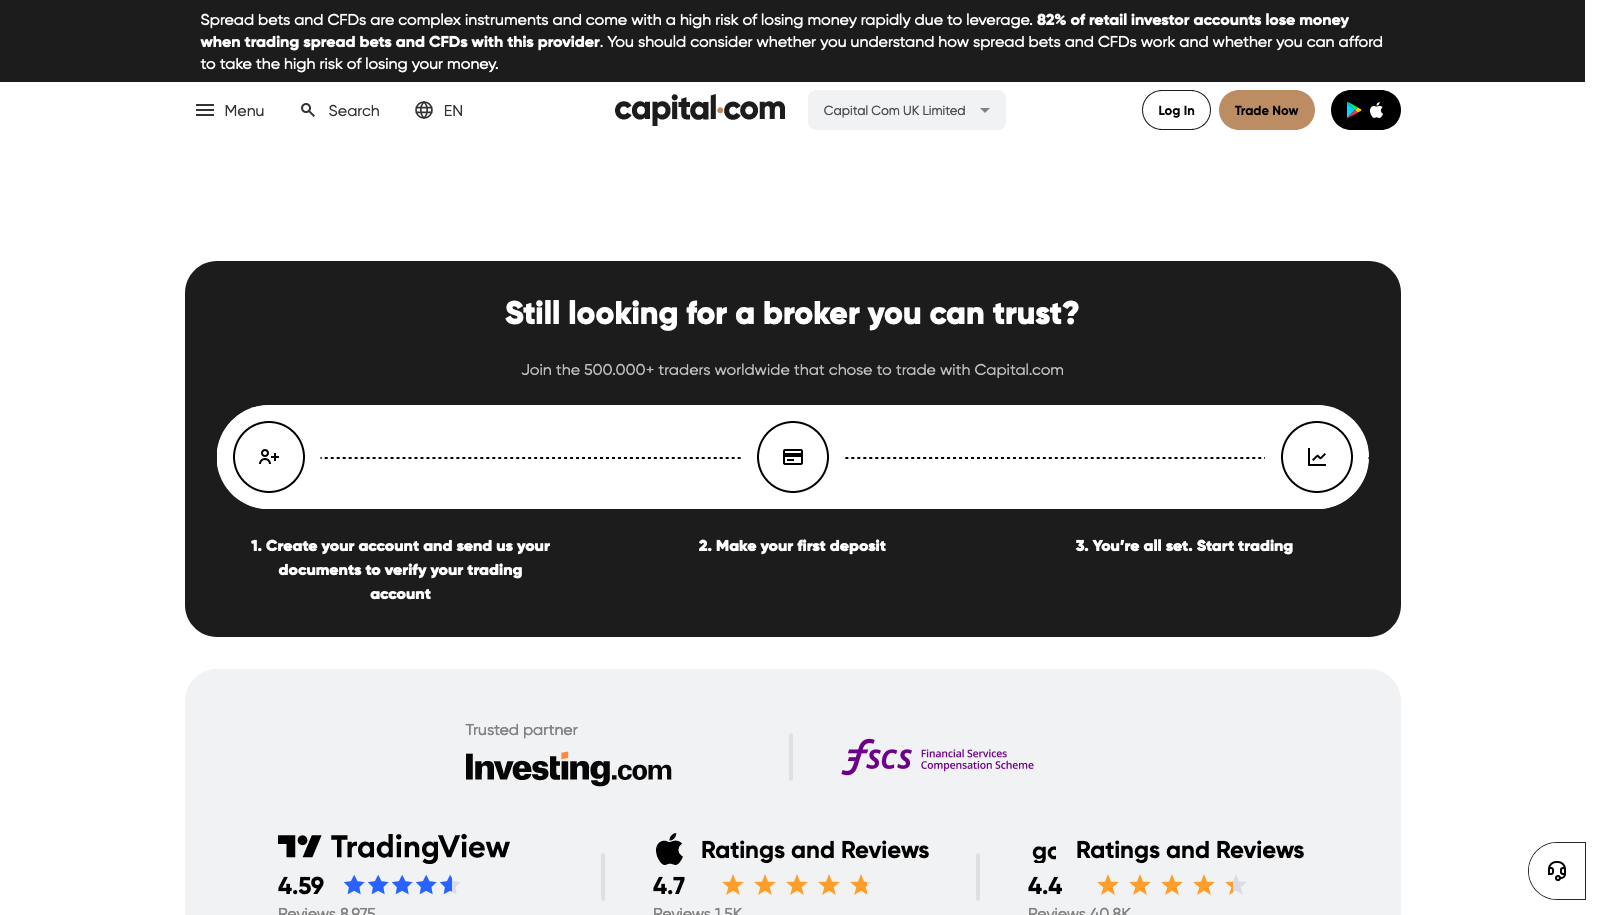 Spread bets and CFDs are complex instruments and come with a high risk of losing money rapidly due to leverage. 82% of retail investor accounts lose money
when trading spread bets and CFDs with this provider. You should consider whether you understand how spread bets and CFDs work and whether you can afford
to take the high risk of losing your money.
Menu Search EN capital.com Capital Com UK Limited Log In Trade Now
Still looking for a broker you can trust?
Join the 500.000+ traders worldwide that chose to trade with Capital.com
1. Create your account and send us your
documents to verify your trading
account
2. Make your first deposit
3. You’re all set. Start trading
Trusted partner
Investing.com
fscs Financial Services
Compensation Scheme
TradingView
4.59
Reviews 8,975
Ratings and Reviews
4.7
Reviews 1.5K
go Ratings and Reviews
4.4
Reviews 40.8K